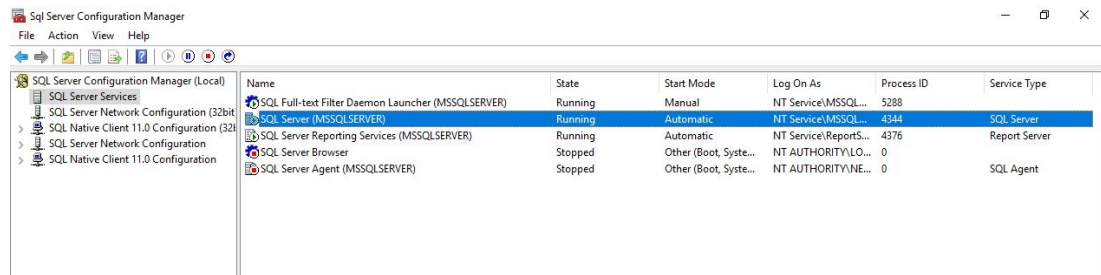 Sql Server Configuration Manager
File Action View Help
SQL Server Configuration Manager (Local)
SQL Server Services
SQL Server Network Configuration (32bit
SQL Native Client 11.0 Configuration (32
SQL Server Network Configuration
SQL Native Client 11.0 Configuration
Name State Start Mode Log On As Process ID Service Type
SQL Full-text Filter Daemon Launcher (MSSQLSERVER) Running Manual NT Service\MSSQL... 5288
SQL Server (MSSQLSERVER) Running Automatic NT Service\MSSQL... 4344 SQL Server
SQL Server Reporting Services (MSSQLSERVER) Running Automatic NT Service\ReportS... 4376 Report Server
SQL Server Browser Stopped Other (Boot, Syste... NT AUTHORITY\LO... 0
SQL Server Agent (MSSQLSERVER) Stopped Other (Boot, Syste... NT AUTHORITY\NE... 0 SQL Agent